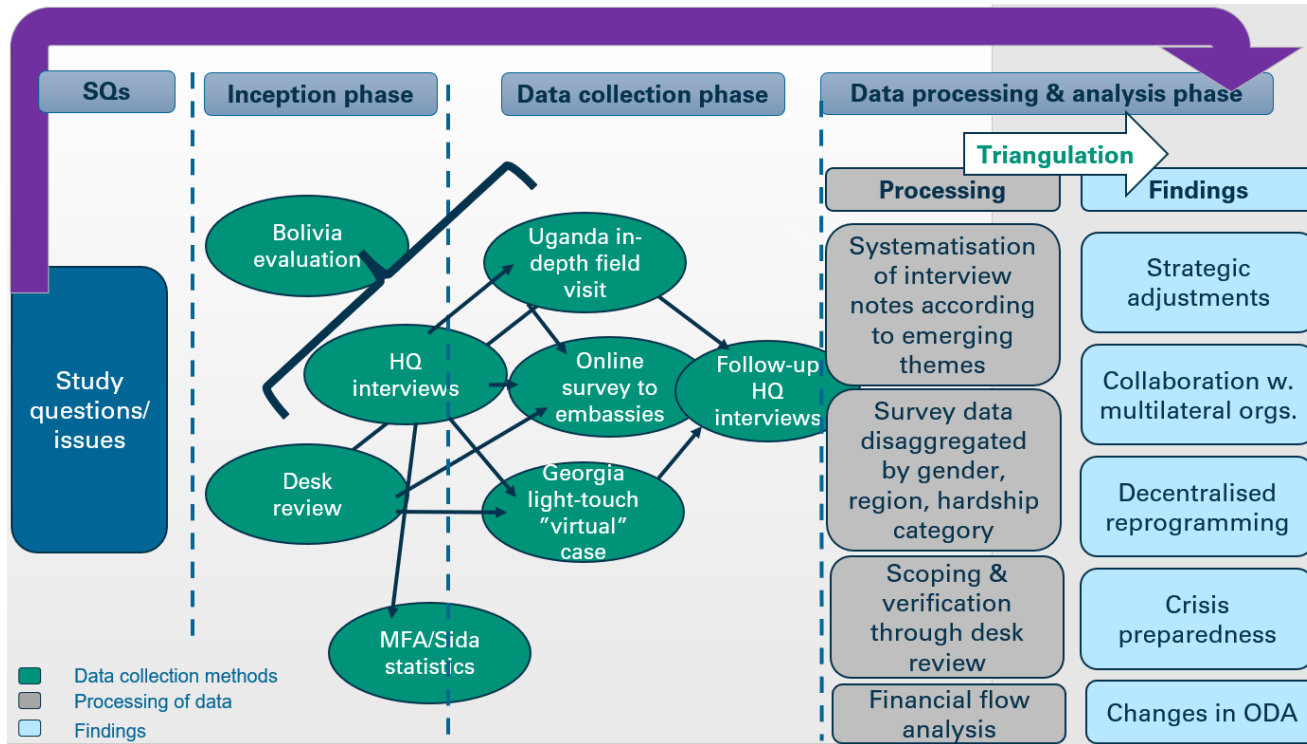 SQs
Inception phase
Data collection phase
Data processing & analysis phase
Triangulation
Processing
Findings
Study
questions/
issues
Bolivia
evaluation
HQ
interviews
Desk
review
MFA/Sida
statistics
Uganda in-
depth field
visit
Online
survey to
embassies
Georgia
light-touch
"virtual"
case
Follow-up
HQ
interviews
Systematisation
of interview
notes according
to emerging
themes
Survey data
disaggregated
by gender,
region, hardship
category
Scoping &
verification
through desk
review
Financial flow
analysis
Strategic
adjustments
Collaboration w.
multilateral orgs.
Decentralised
reprogramming
Crisis
preparedness
Changes in ODA
Data collection methods
Processing of data
Findings